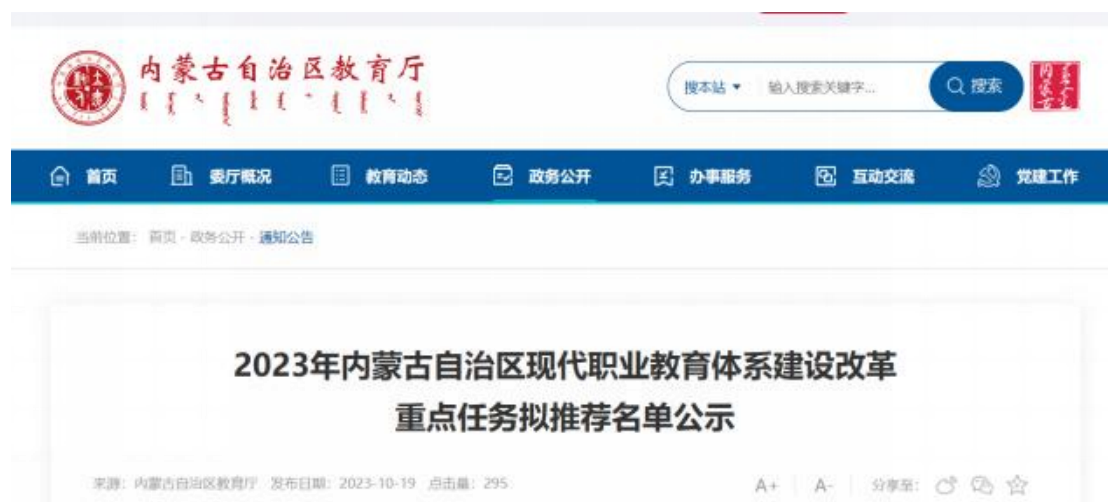 内蒙古自治区教育厅
搜本站 输入搜索关键字... 搜索
内蒙古
首页 委厅概况 教育动态 政务公开 办事服务 互动交流 党建工作
当前位置: 首页 - 政务公开 - 通知公告
2023年内蒙古自治区现代职业教育体系建设改革
重点任务拟推荐名单公示
来源: 内蒙古自治区教育厅 发布日期: 2023-10-19 点击量: 295
A+ A- 分享至: